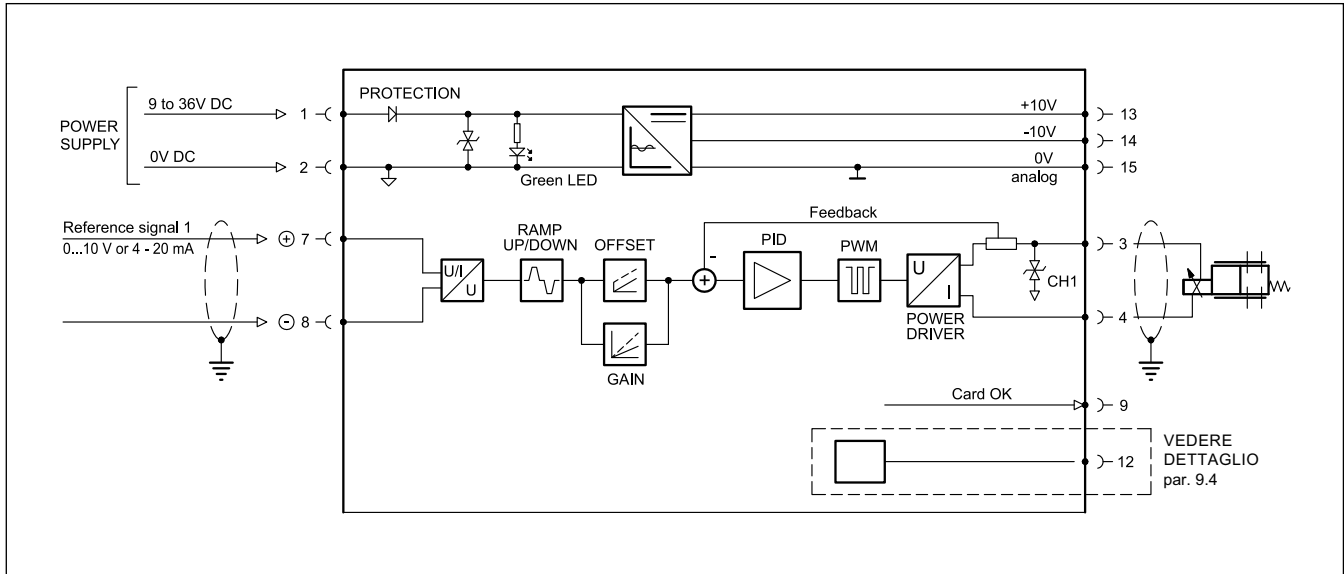 POWER
SUPPLY
9 to 36V DC
0V DC
1
2
PROTECTION
Green LED
+10V
-10V
0V
analog
13
14
15
Reference signal 1
0...10 V or 4 - 20 mA
+ 7
- 8
U/I
U
RAMP
UP/DOWN
OFFSET
GAIN
Feedback
+
-
PID
PWM
U
I
POWER
DRIVER
CH1
3
4
Card OK
9
12
VEDERE
DETTAGLIO
par. 9.4